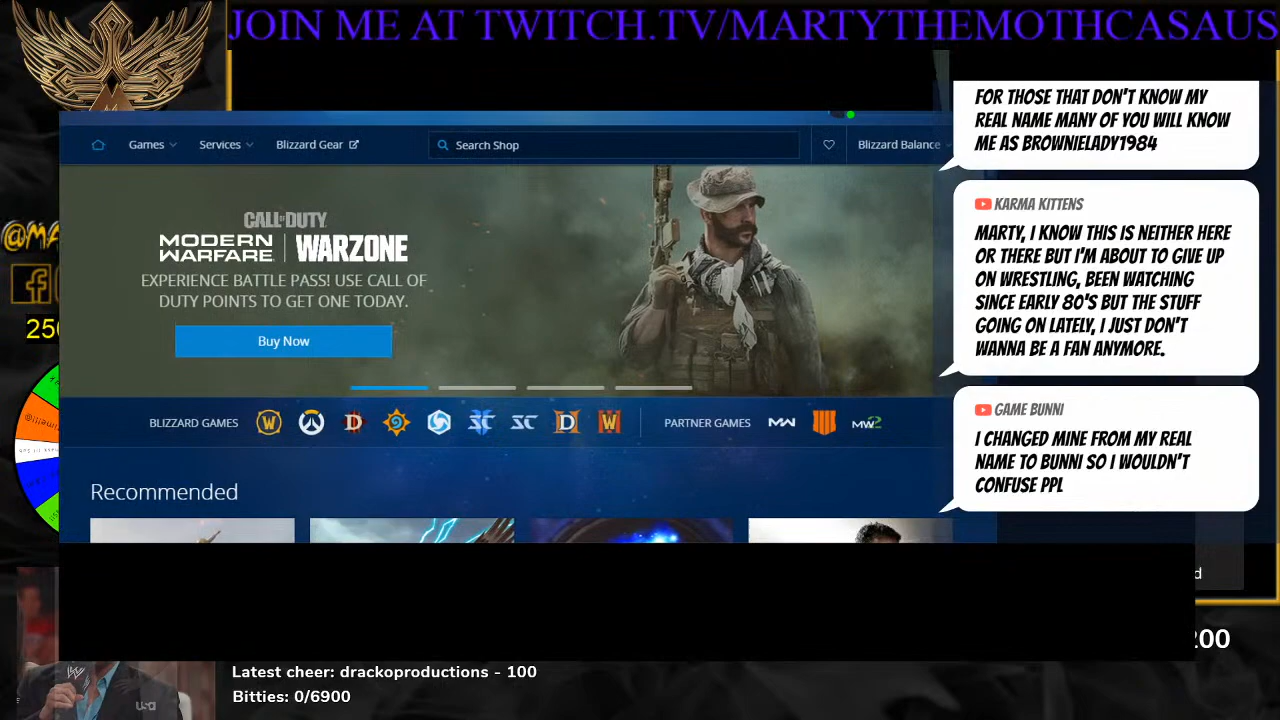 JOIN ME AT TWITCH.TV/MARTYTHEMOTHCASAUS
FOR THOSE THAT DON'T KNOW MY
REAL NAME MANY OF YOU WILL KNOW
ME AS BROWNIELADY1984
Games
Services
Blizzard Gear
Search Shop
Blizzard Balance
KARMA KITTENS
MARTY, I KNOW THIS IS NEITHER HERE
OR THERE BUT I'M ABOUT TO GIVE UP
ON WRESTLING, BEEN WATCHING
SINCE EARLY 80'S BUT THE STUFF
GOING ON LATELY, I JUST DON'T
WANNA BE A FAN ANYMORE.
CALL OF DUTY
MODERN WARFARE | WARZONE
EXPERIENCE BATTLE PASS! USE CALL OF
DUTY POINTS TO GET ONE TODAY.
Buy Now
@MA
250
GAME BUNNI
I CHANGED MINE FROM MY REAL
NAME TO BUNNI SO I WOULDN'T
CONFUSE PPL
BLIZZARD GAMES
PARTNER GAMES
MW2
Recommended
d
200
Latest cheer: drackoproductions - 100
Bitties: 0/6900
USA